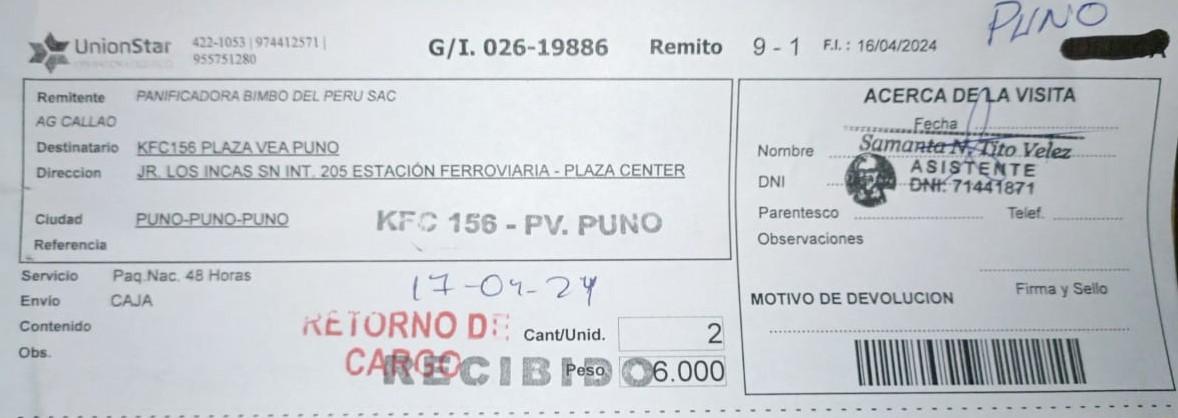 PUNO
UnionStar 422-1053 | 974412571 |
955751280
G/I. 026-19886 Remito 9 - 1 F.I. : 16/04/2024
Remitente PANIFICADORA BIMBO DEL PERU SAC
AG CALLAO
Destinatario KFC156 PLAZA VEA PUNO
Direccion JR. LOS INCAS SN INT. 205 ESTACIÓN FERROVIARIA - PLAZA CENTER
Ciudad PUNO-PUNO-PUNO
KFC 156 - PV. PUNO
Referencia
Servicio Paq.Nac. 48 Horas
Envio CAJA
Contenido
Obs.
17-04-24
RETORNO DE
CARGO
RECIBIDO
Cant/Unid. 2
Peso 6.000
ACERCA DE LA VISITA
Fecha
Nombre Samanta N. Tito Velez
ASISTENTE
DNI DNI: 71441871
Parentesco Telef.
Observaciones
Firma y Sello
MOTIVO DE DEVOLUCION